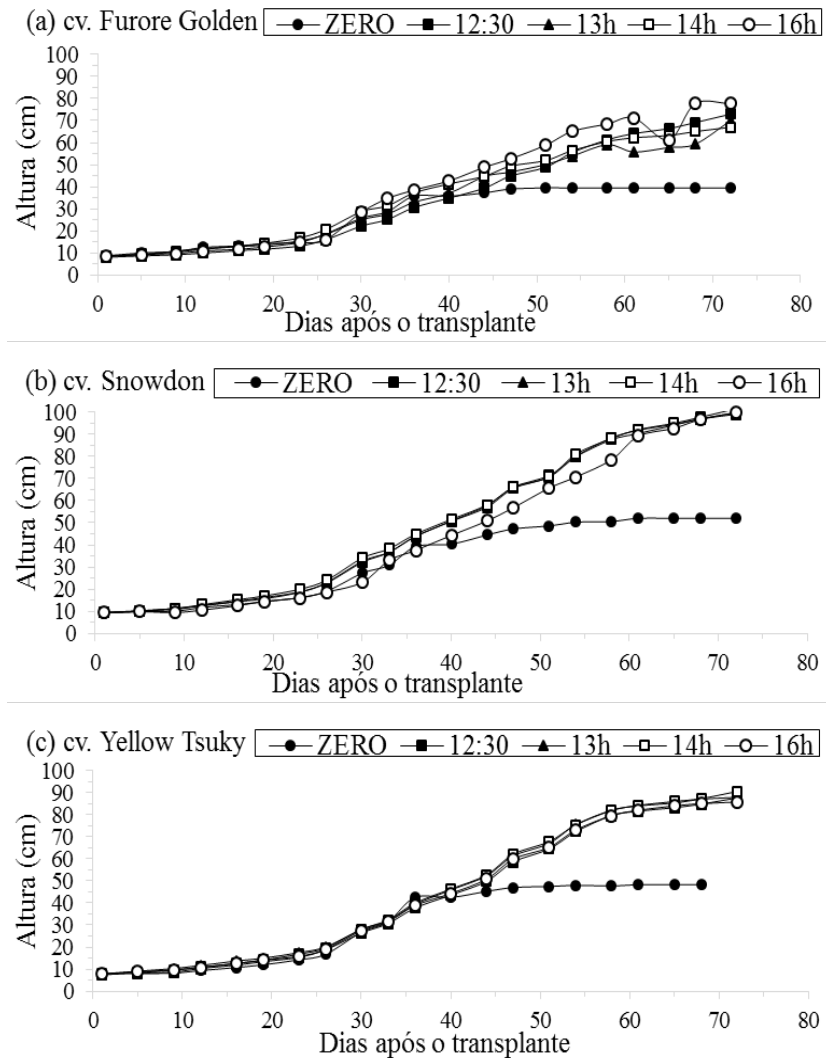 (a) cv. Furore Golden ZERO 12:30 13h 14h 16h
Altura (cm)
100
90
80
70
60
50
40
30
20
10
0
0 10 20 30 40 50 60 70 80
Dias após o transplante
(b) cv. Snowdon ZERO 12:30 13h 14h 16h
Altura (cm)
100
90
80
70
60
50
40
30
20
10
0
0 10 20 30 40 50 60 70 80
Dias após o transplante
(c) cv. Yellow Tsuky ZERO 12:30 13h 14h 16h
Altura (cm)
100
90
80
70
60
50
40
30
20
10
0
0 10 20 30 40 50 60 70 80
Dias após o transplante